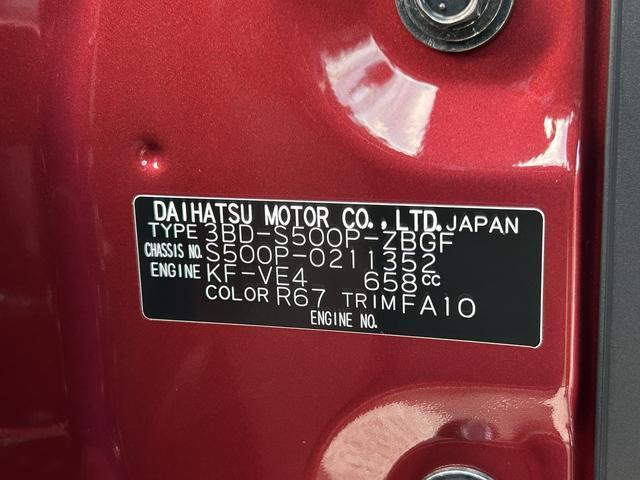 DAIHATSU MOTOR CO., LTD. JAPAN
TYPE 3BD-S500P-ZBGF
CHASSIS NO. S500P-0211352
ENGINE KF-VE4 658cc
COLOR R67 TRIM FA10
ENGINE NO.